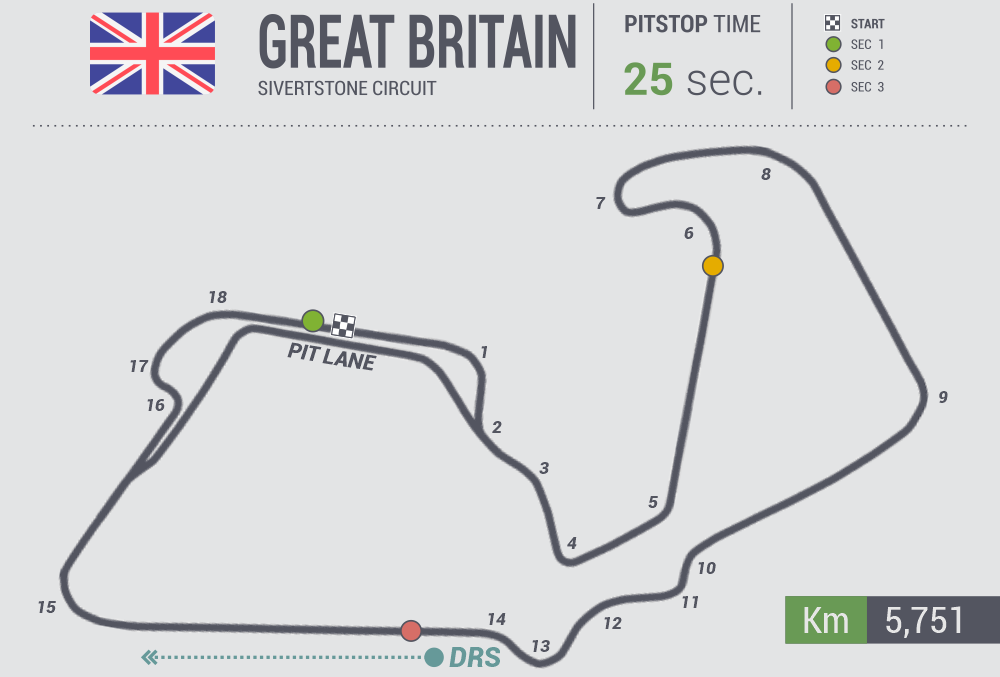 GREAT BRITAIN
SIVERTSTONE CIRCUIT
PITSTOP TIME
25 sec.
START
SEC 1
SEC 2
SEC 3
8
7
6
18
PIT LANE
1
17
16
9
2
3
5
4
10
11
15
14
12
13
DRS
Km 5,751